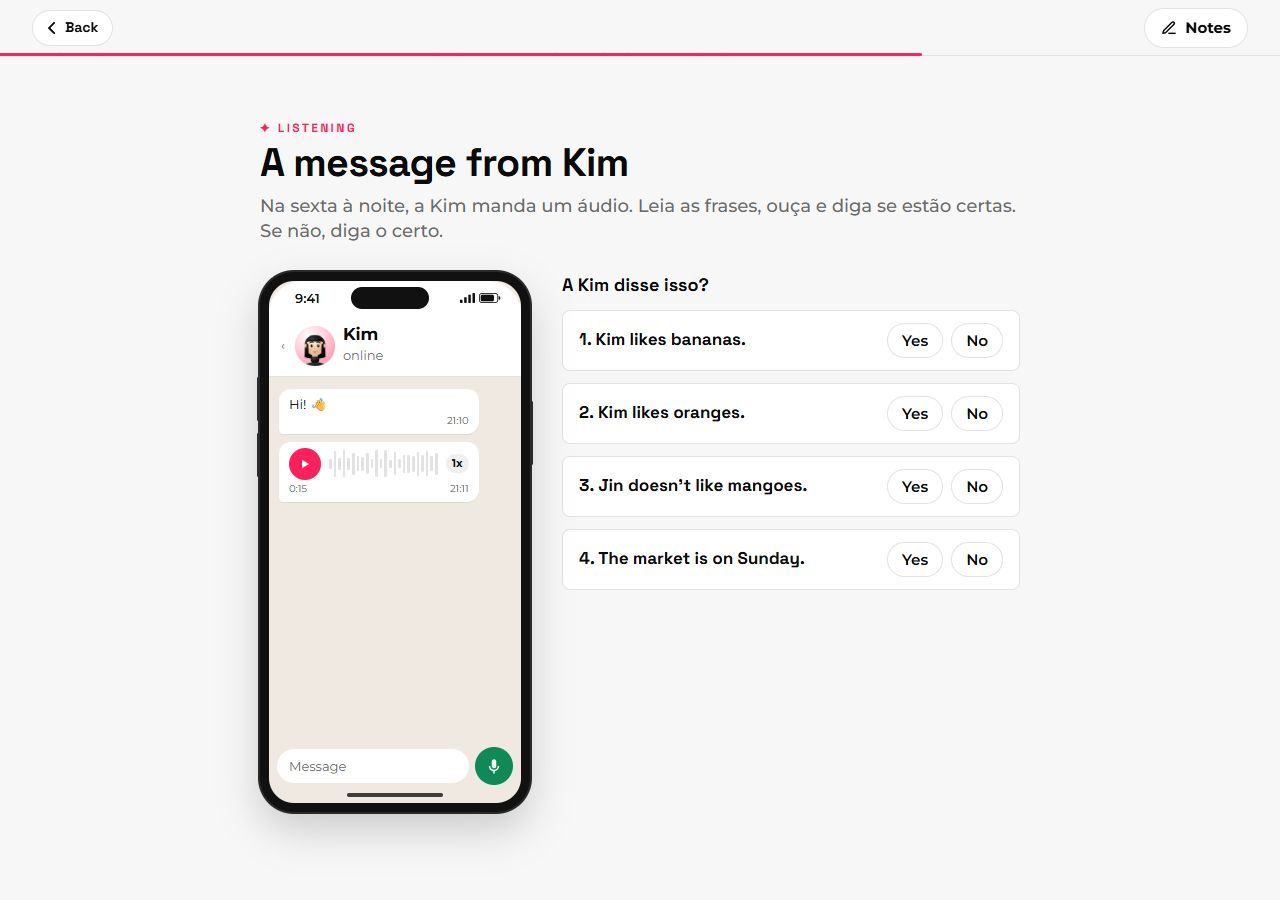 Back
Notes
LISTENING
A message from Kim
Na sexta à noite, a Kim manda um áudio. Leia as frases, ouça e diga se estão certas.
Se não, diga o certo.
9:41
Kim
online
Hi! 👋
21:10
1x
0:15
21:11
Message
A Kim disse isso?
1. Kim likes bananas.
Yes
No
2. Kim likes oranges.
Yes
No
3. Jin doesn’t like mangoes.
Yes
No
4. The market is on Sunday.
Yes
No